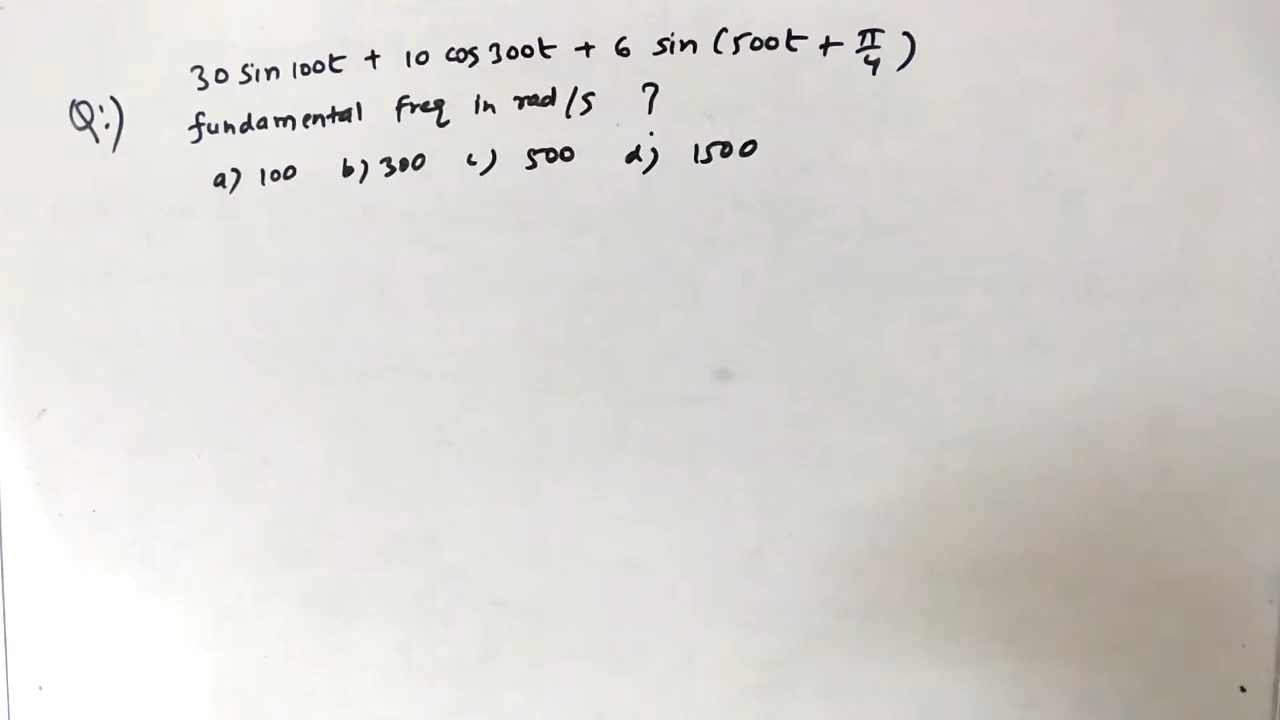 30 sin 100t + 10 cos 300t + 6 sin (500t + π/4)
Q:) fundamental freq in rad/s ?
a) 100 b) 300 c) 500 d) 1500